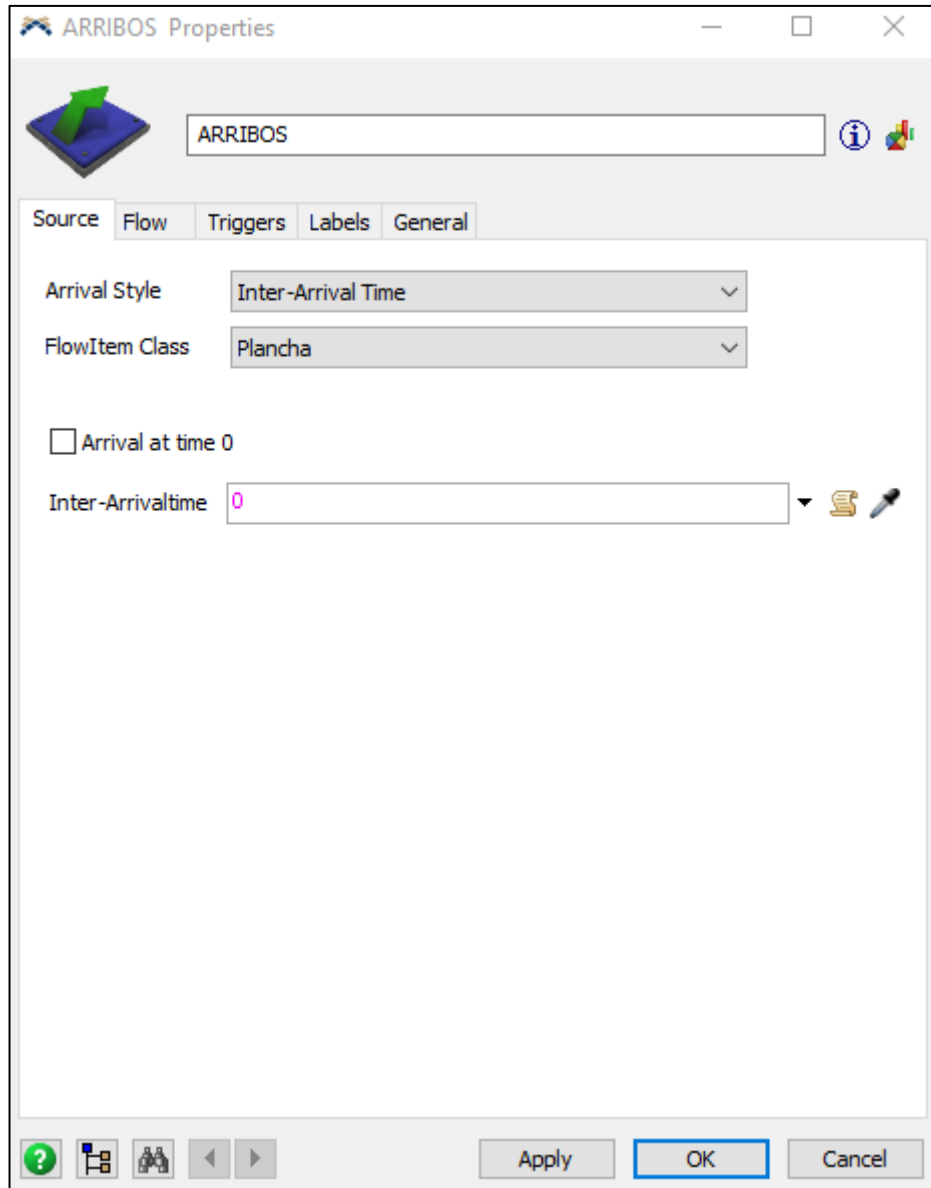 ARRIBOS Properties
ARRIBOS
Source Flow Triggers Labels General
Arrival Style Inter-Arrival Time
FlowItem Class Plancha
Arrival at time 0
Inter-Arrivaltime 0
Apply OK Cancel